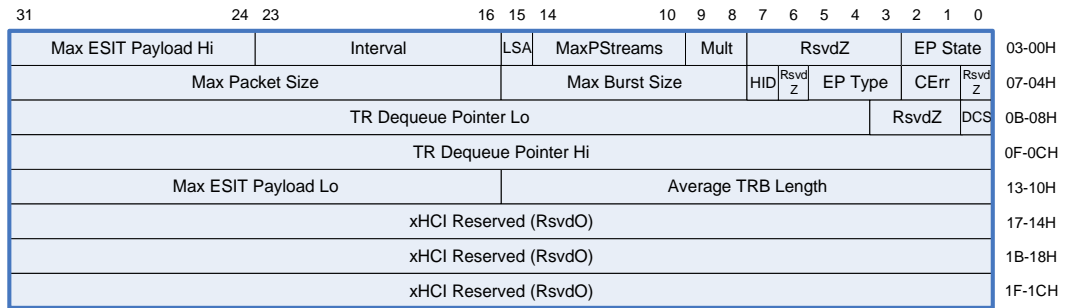 31 24 23 16 15 14 10 9 8 7 6 5 4 3 2 1 0
Max ESIT Payload Hi Interval LSA MaxPStreams Mult RsvdZ EP State 03-00H
Max Packet Size Max Burst Size HID Rsvd Z EP Type CErr Rsvd Z 07-04H
TR Dequeue Pointer Lo RsvdZ DCS 0B-08H
TR Dequeue Pointer Hi 0F-0CH
Max ESIT Payload Lo Average TRB Length 13-10H
xHCI Reserved (RsvdO) 17-14H
xHCI Reserved (RsvdO) 1B-18H
xHCI Reserved (RsvdO) 1F-1CH